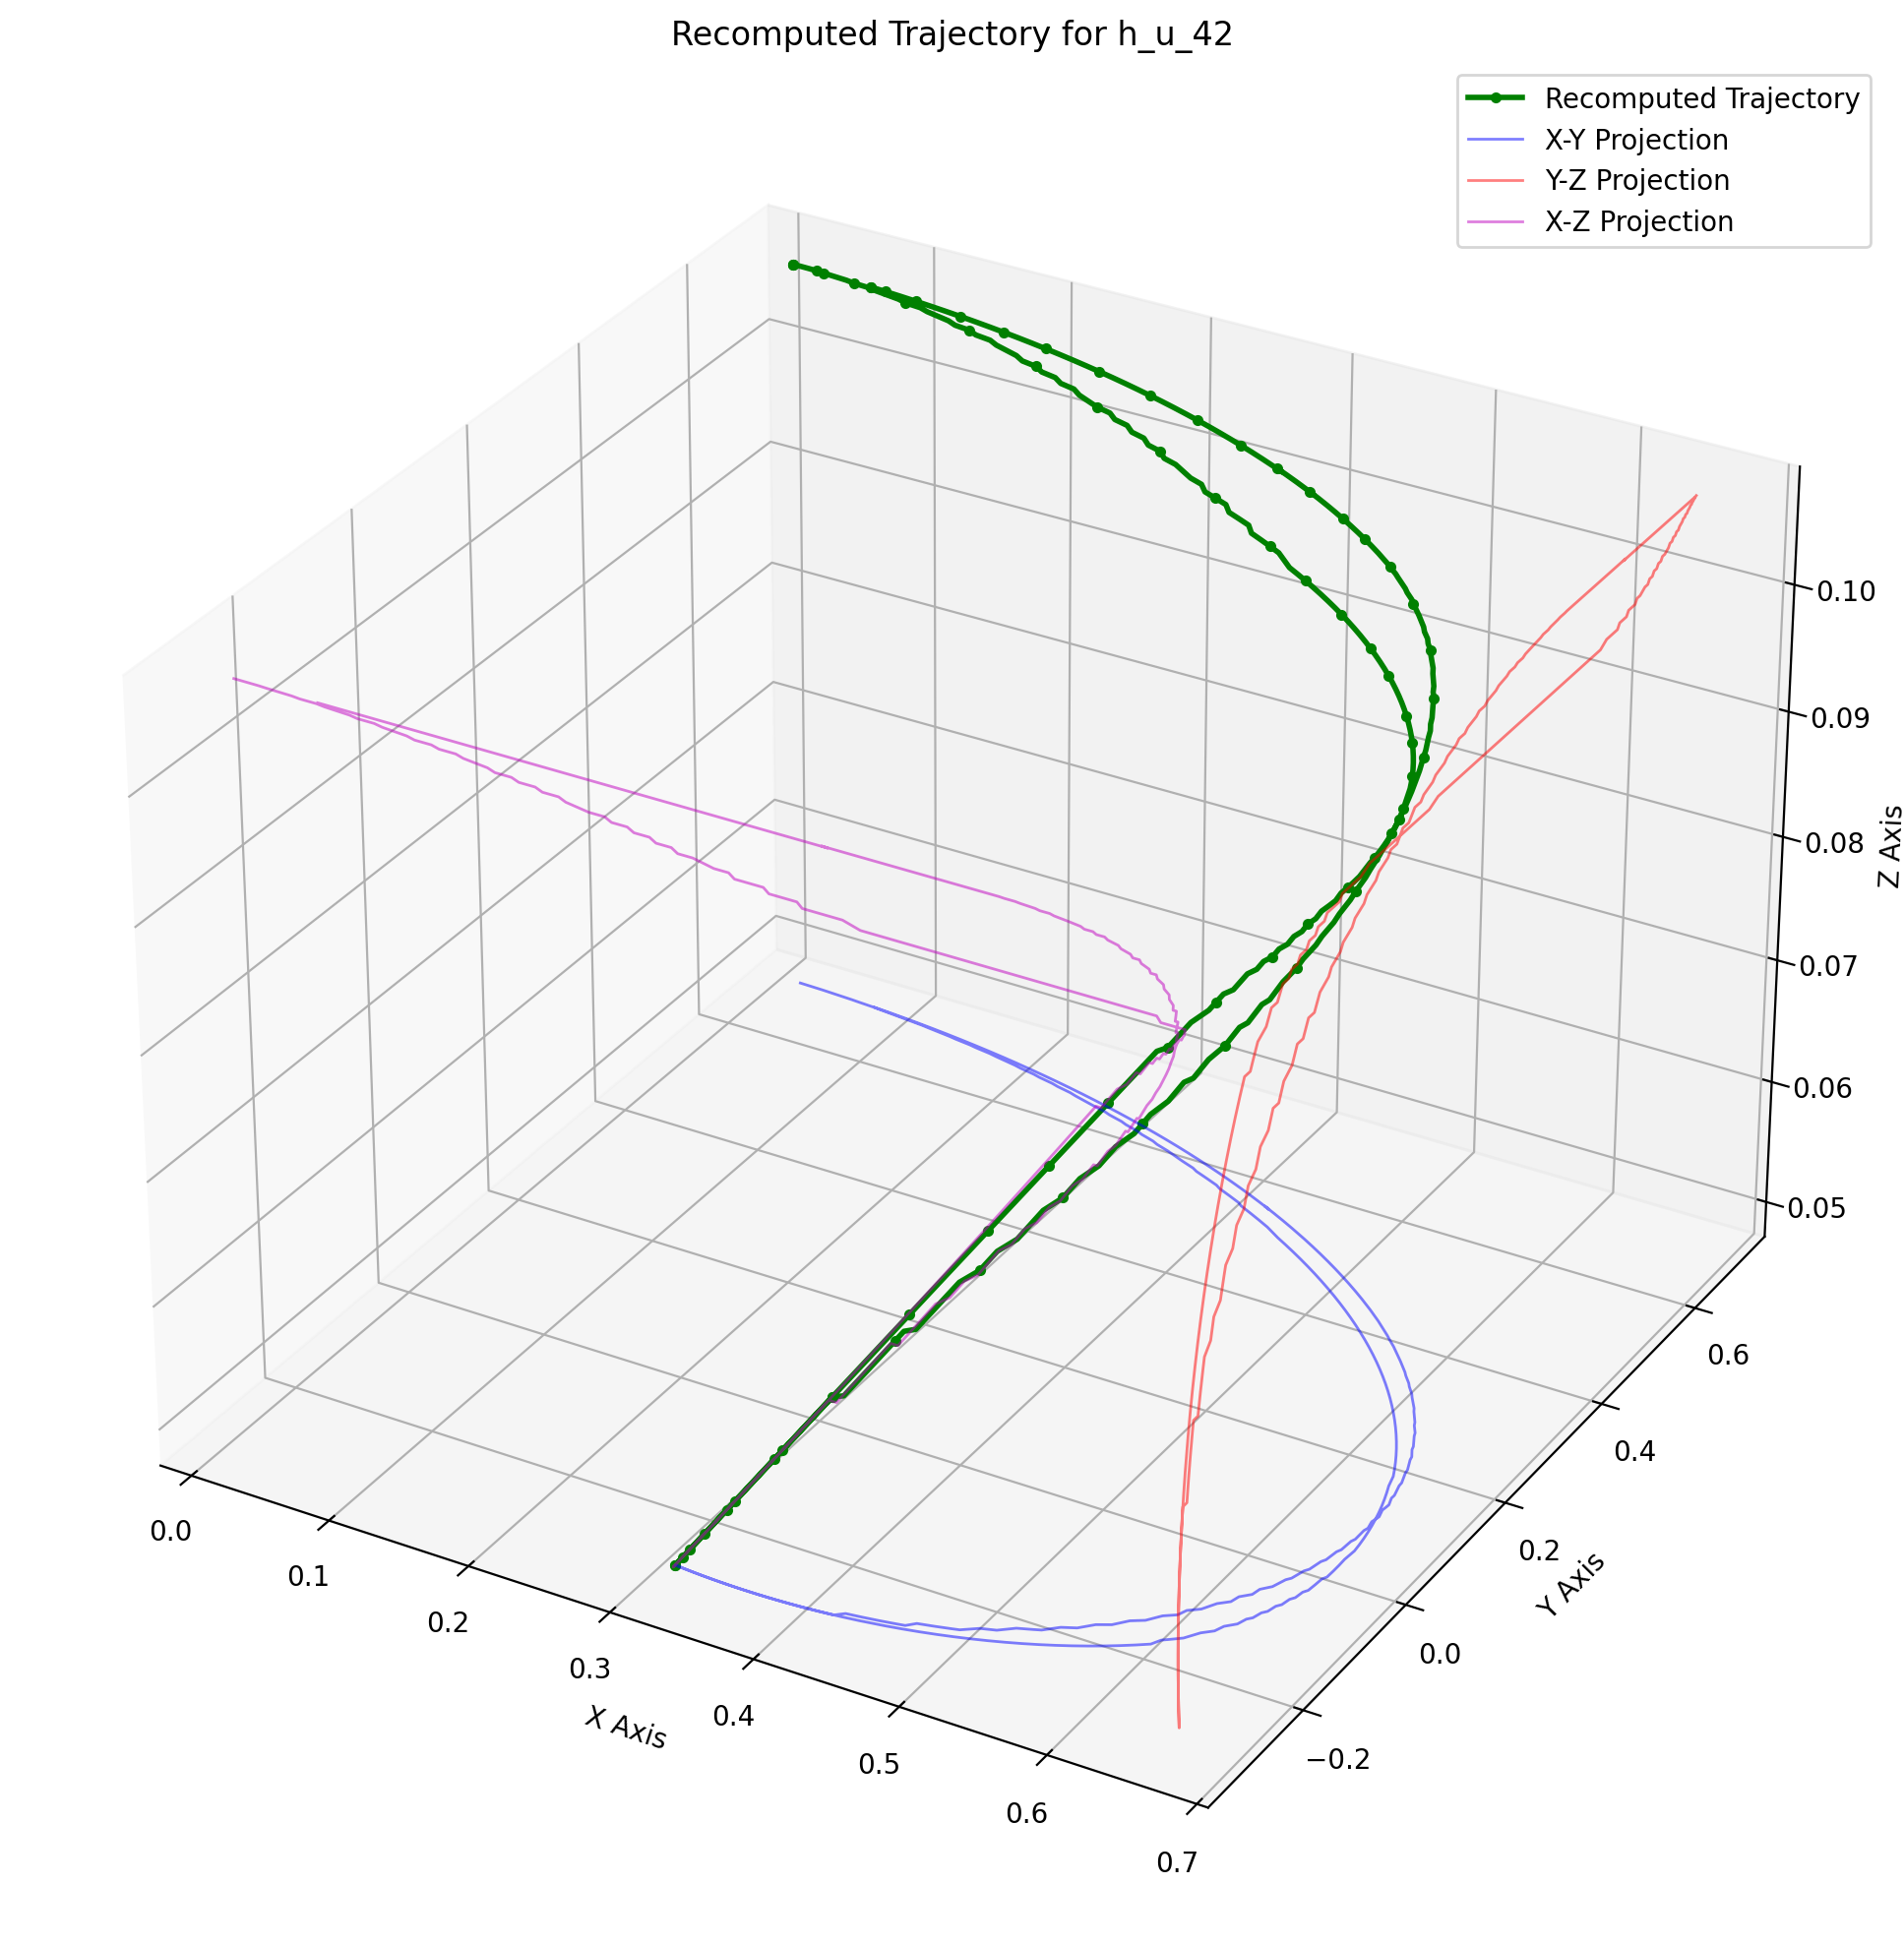 Recomputed Trajectory for h_u_42
Recomputed Trajectory
X-Y Projection
Y-Z Projection
X-Z Projection
0.10
0.09
0.08
0.07
0.06
0.05
Z Axis
0.6
0.4
0.2
0.0
−0.2
Y Axis
0.0
0.1
0.2
0.3
0.4
0.5
0.6
0.7
X Axis